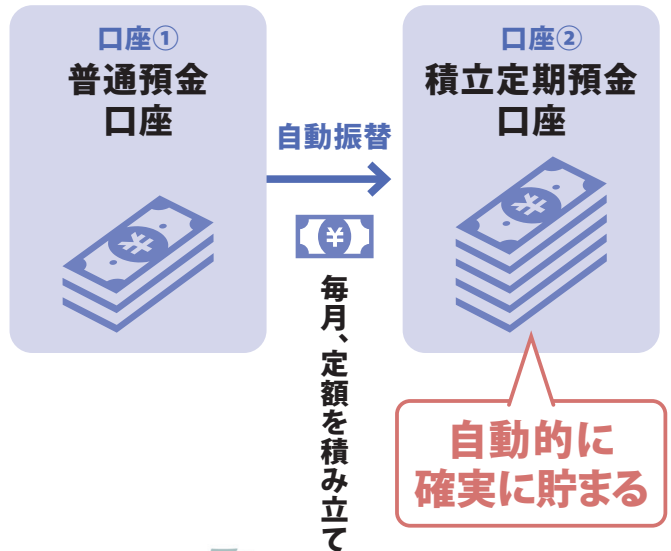 口座①
普通預金
口座
自動振替
¥
¥
毎月、定額を積み立て
口座②
積立定期預金
口座
¥
自動的に
確実に貯まる